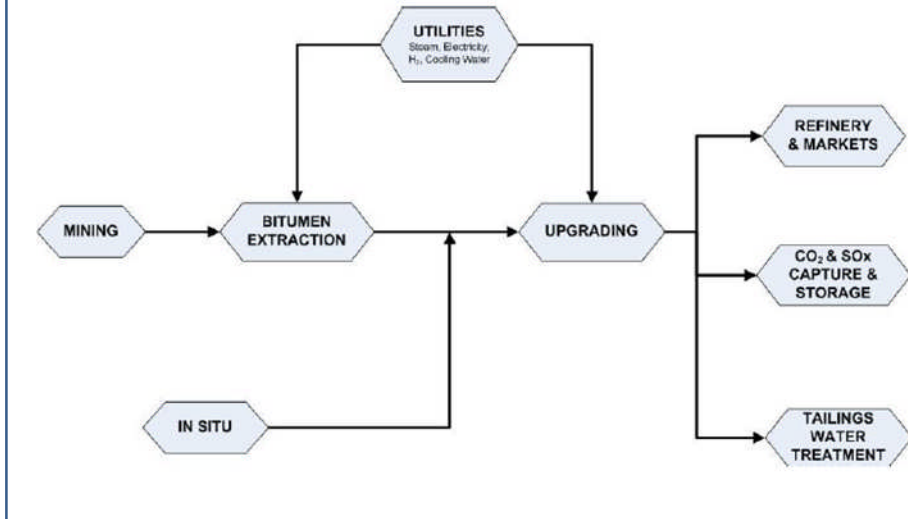 UTILITIES
Steam, Electricity,
H₂, Cooling Water
REFINERY
& MARKETS
MINING
BITUMEN
EXTRACTION
UPGRADING
CO₂ & SOx
CAPTURE &
STORAGE
IN SITU
TAILINGS
WATER
TREATMENT